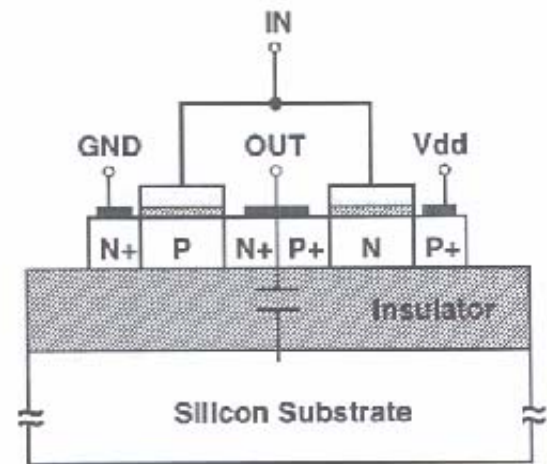 IN
GND OUT Vdd
N+ P N+ P+ N P+
Insulator
Silicon Substrate